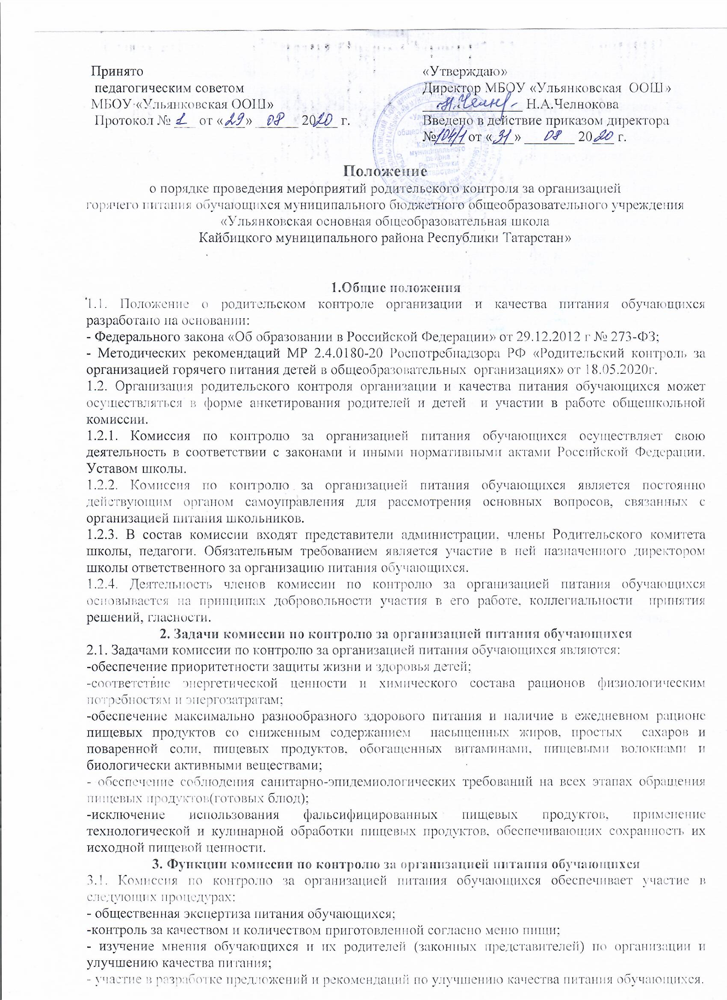 Принято
педагогическим советом
МБОУ «Ульянковская ООШ»
Протокол № 1 от «29» 08 2020 г.
«Утверждаю»
Директор МБОУ «Ульянковская ООШ»
Н.Челн Н.А.Челнокова
Введено в действие приказом директора
№104/1 от «31» 08 2020 г.
Положение
о порядке проведения мероприятий родительского контроля за организацией
горячего питания обучающихся муниципального бюджетного общеобразовательного учреждения
«Ульянковская основная общеобразовательная школа
Кайбицкого муниципального района Республики Татарстан»
1.Общие положения
1.1. Положение о родительском контроле организации и качества питания обучающихся
разработано на основании:
- Федерального закона «Об образовании в Российской Федерации» от 29.12.2012 г № 273-ФЗ;
- Методических рекомендаций МР 2.4.0180-20 Роспотребнадзора РФ «Родительский контроль за
организацией горячего питания детей в общеобразовательных организациях» от 18.05.2020г.
1.2. Организация родительского контроля организации и качества питания обучающихся может
осуществляться в форме анкетирования родителей и детей и участии в работе общешкольной
комиссии.
1.2.1. Комиссия по контролю за организацией питания обучающихся осуществляет свою
деятельность в соответствии с законами и иными нормативными актами Российской Федерации.
Уставом школы.
1.2.2. Комиссия по контролю за организацией питания обучающихся является постоянно
действующим органом самоуправления для рассмотрения основных вопросов, связанных с
организацией питания школьников.
1.2.3. В состав комиссии входят представители администрации, члены Родительского комитета
школы, педагоги. Обязательным требованием является участие в ней назначенного директором
школы ответственного за организацию питания обучающихся.
1.2.4. Деятельность членов комиссии по контролю за организацией питания обучающихся
основывается на принципах добровольности участия в его работе, коллегиальности принятия
решений, гласности.
2. Задачи комиссии по контролю за организацией питания обучающихся
2.1. Задачами комиссии по контролю за организацией питания обучающихся являются:
-обеспечение приоритетности защиты жизни и здоровья детей;
-соответствие энергетической ценности и химического состава рационов физиологическим
потребностям и энергозатратам;
-обеспечение максимально разнообразного здорового питания и наличие в ежедневном рационе
пищевых продуктов со сниженным содержанием насыщенных жиров, простых сахаров и
поваренной соли, пищевых продуктов, обогащенных витаминами, пищевыми волокнами и
биологически активными веществами;
- обеспечение соблюдения санитарно-эпидемиологических требований на всех этапах обращения
пищевых продуктов(готовых блюд);
-исключение использования фальсифицированных пищевых продуктов, применение
технологической и кулинарной обработки пищевых продуктов, обеспечивающих сохранность их
исходной пищевой ценности.
3. Функции комиссии по контролю за организацией питания обучающихся
3.1. Комиссия по контролю за организацией питания обучающихся обеспечивает участие в
следующих процедурах:
- общественная экспертиза питания обучающихся;
-контроль за качеством и количеством приготовленной согласно меню пищи;
- изучение мнения обучающихся и их родителей (законных представителей) по организации и
улучшению качества питания;
- участие в разработке предложений и рекомендаций по улучшению качества питания обучающихся.